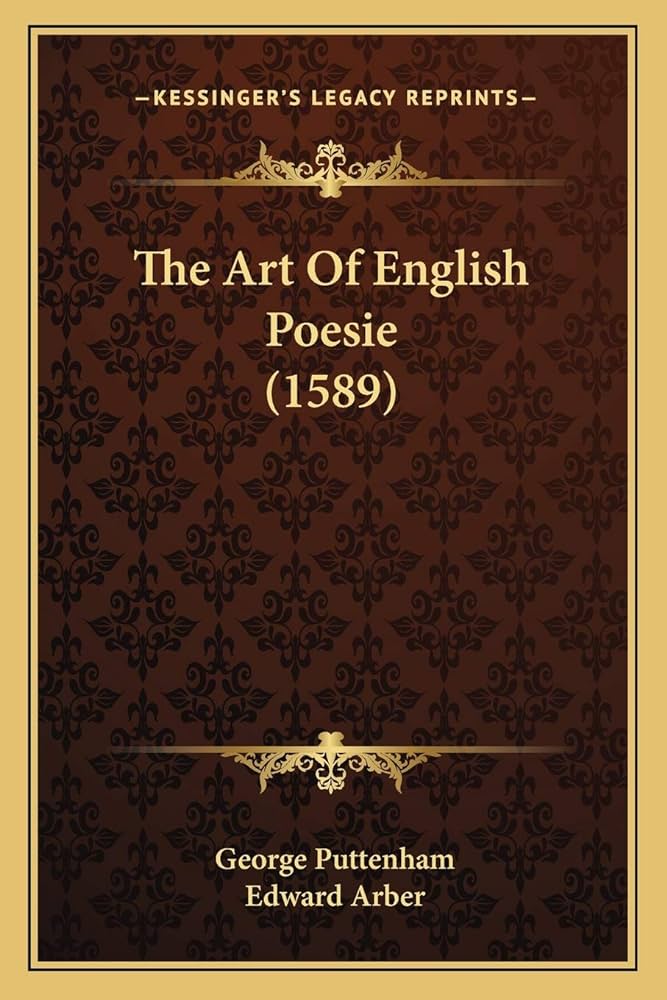 –KESSINGER'S LEGACY REPRINTS–
The Art Of English
Poesie
(1589)
George Puttenham
Edward Arber